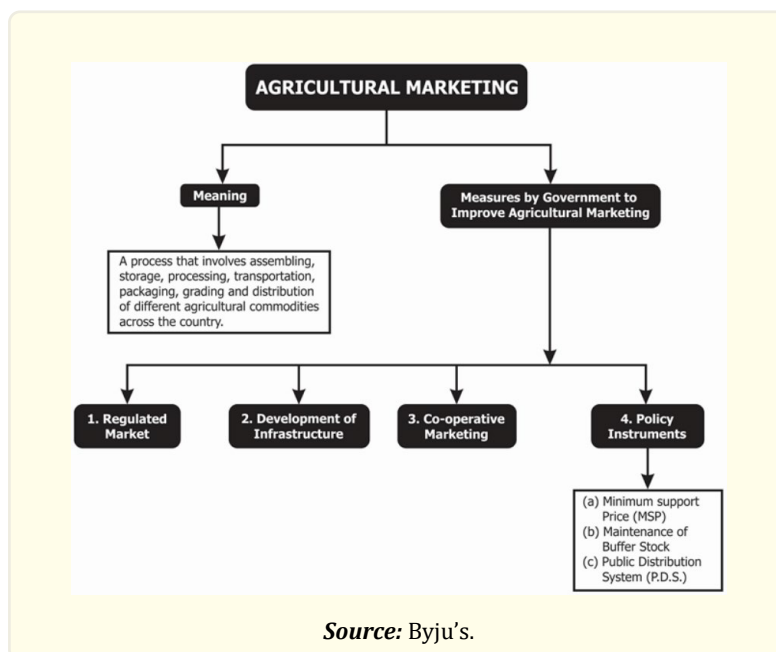 AGRICULTURAL MARKETING
Meaning
Measures by Government to
Improve Agricultural Marketing
A process that involves assembling,
storage, processing, transportation,
packaging, grading and distribution
of different agricultural commodities
across the country.
1. Regulated
Market
2. Development of
Infrastructure
3. Co-operative
Marketing
4. Policy
Instruments
(a) Minimum support
Price (MSP)
(b) Maintenance of
Buffer Stock
(c) Public Distribution
System (P.D.S.)
Source: Byju’s.